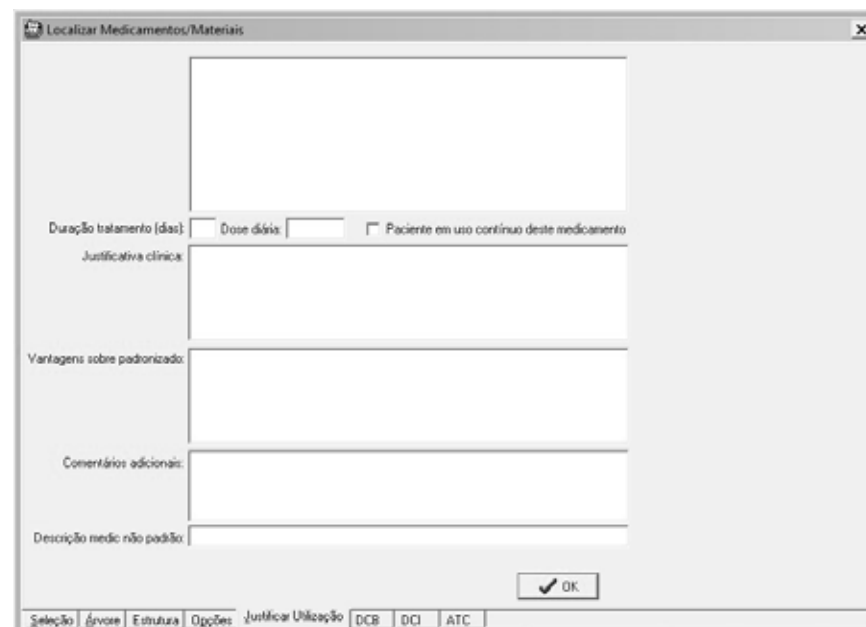 Localizar Medicamentos/Materiais
Duração tratamento (dias): Dose diária: Paciente em uso contínuo deste medicamento
Justificativa clínica:
Vantagens sobre padronizado:
Comentários adicionais:
Descrição medic não padrão:
OK
Seleção Árvore Estrutura Opções Justificar Utilização DCB DCI ATC